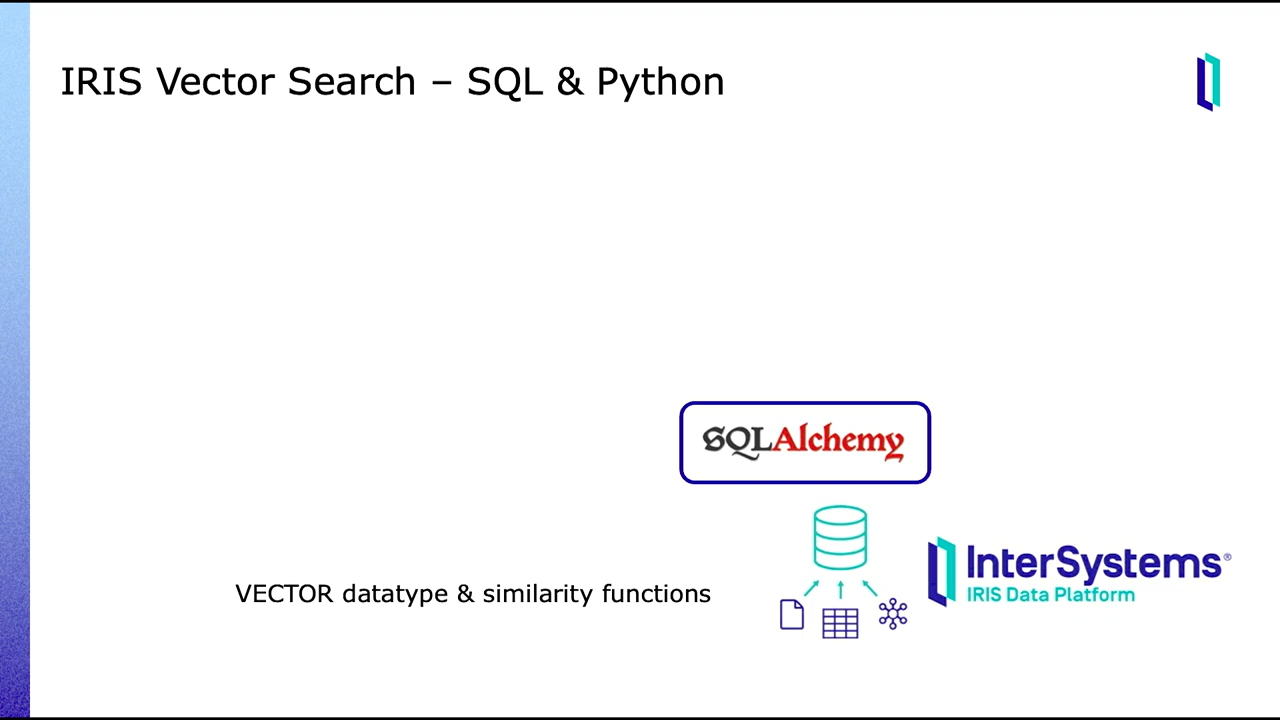 IRIS Vector Search – SQL & Python
SQLAlchemy
InterSystems®
IRIS Data Platform
VECTOR datatype & similarity functions